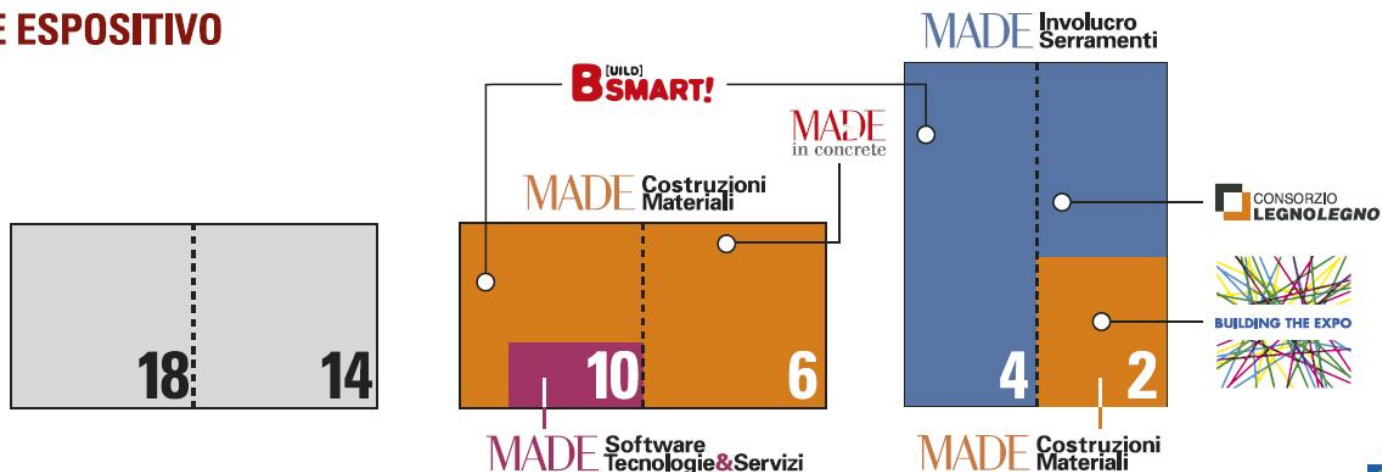 E ESPOSITIVO
MADE Involucro
Serramenti
B[UILD]
SMART!
MADE
in concrete
MADE Costruzioni
Materiali
CONSORZIO
LEGNOLEGNO
BUILDING THE EXPO
18 14 10 6 4 2
MADE Software
Tecnologie&Servizi
MADE Costruzioni
Materiali